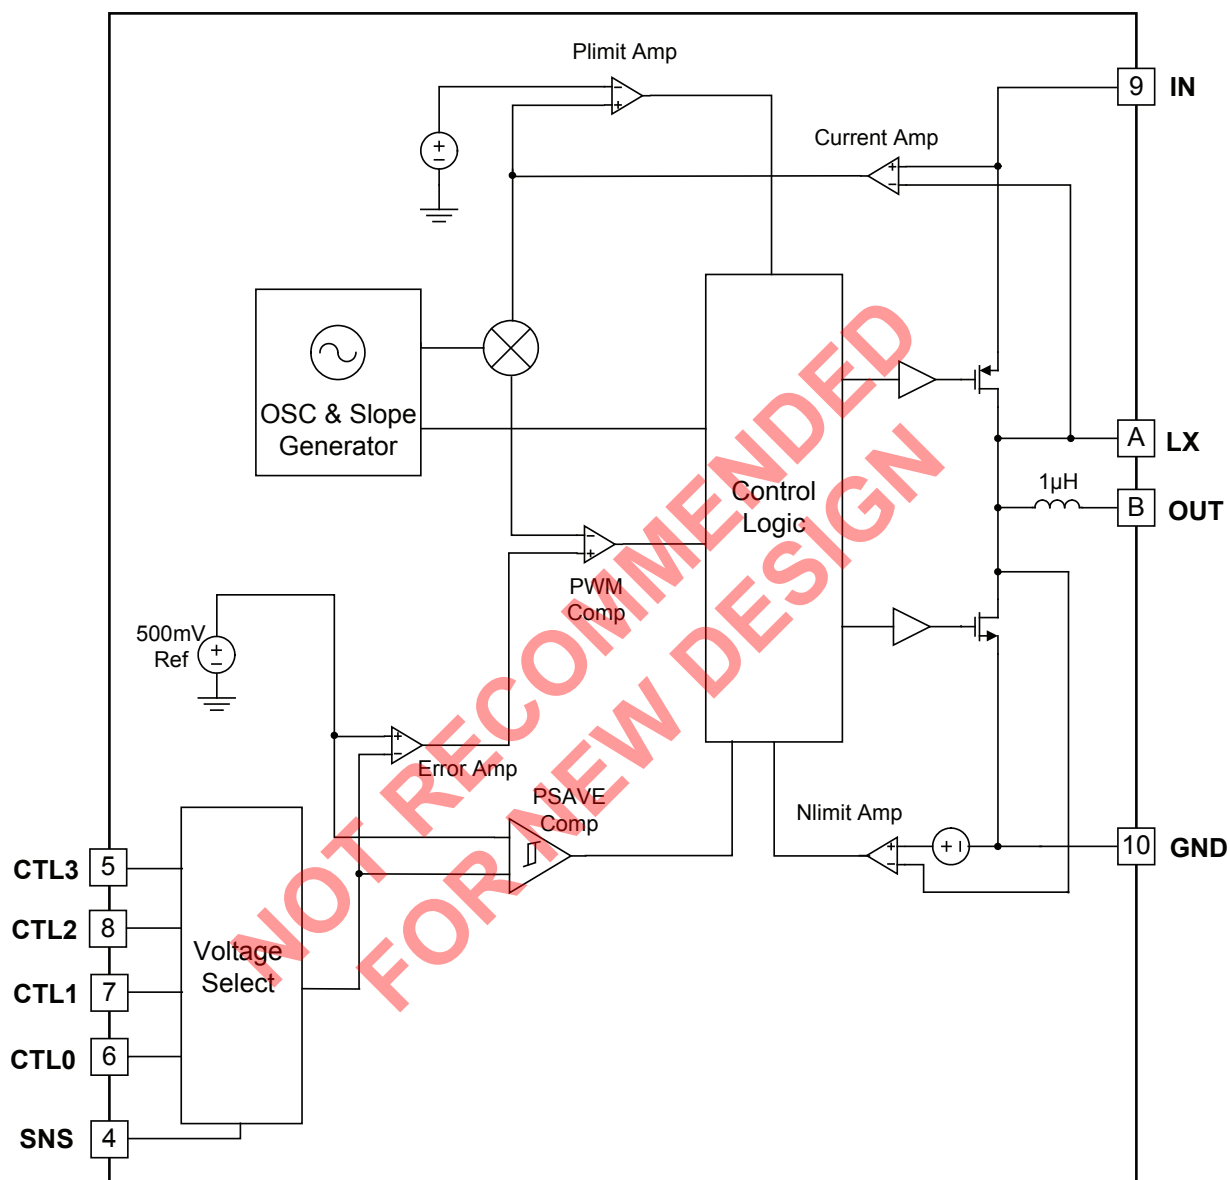 Plimit Amp
9
IN
Current Amp
+
−
+
−
+
−
OSC & Slope
Generator
A
LX
1µH
Control
Logic
B
OUT
−
+
PWM
Comp
500mV
Ref
+
−
+
−
Error Amp
PSAVE
Comp
Nlimit Amp
+
−
+
−
10
GND
CTL3
5
CTL2
8
Voltage
Select
CTL1
7
CTL0
6
SNS
4
NOT RECOMMENDED
FOR NEW DESIGN